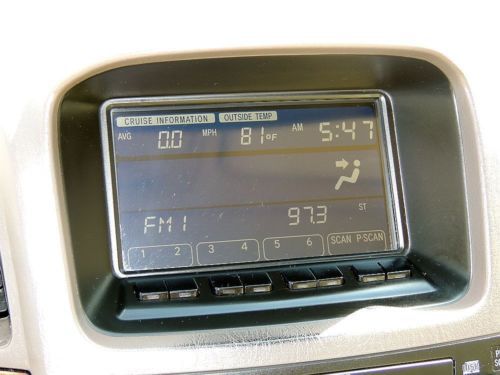 CRUISE INFORMATION OUTSIDE TEMP
AVG 0.0 MPH 81°F AM 5:47
FM1 97.3 ST
1 2 3 4 5 6 SCAN P·SCAN